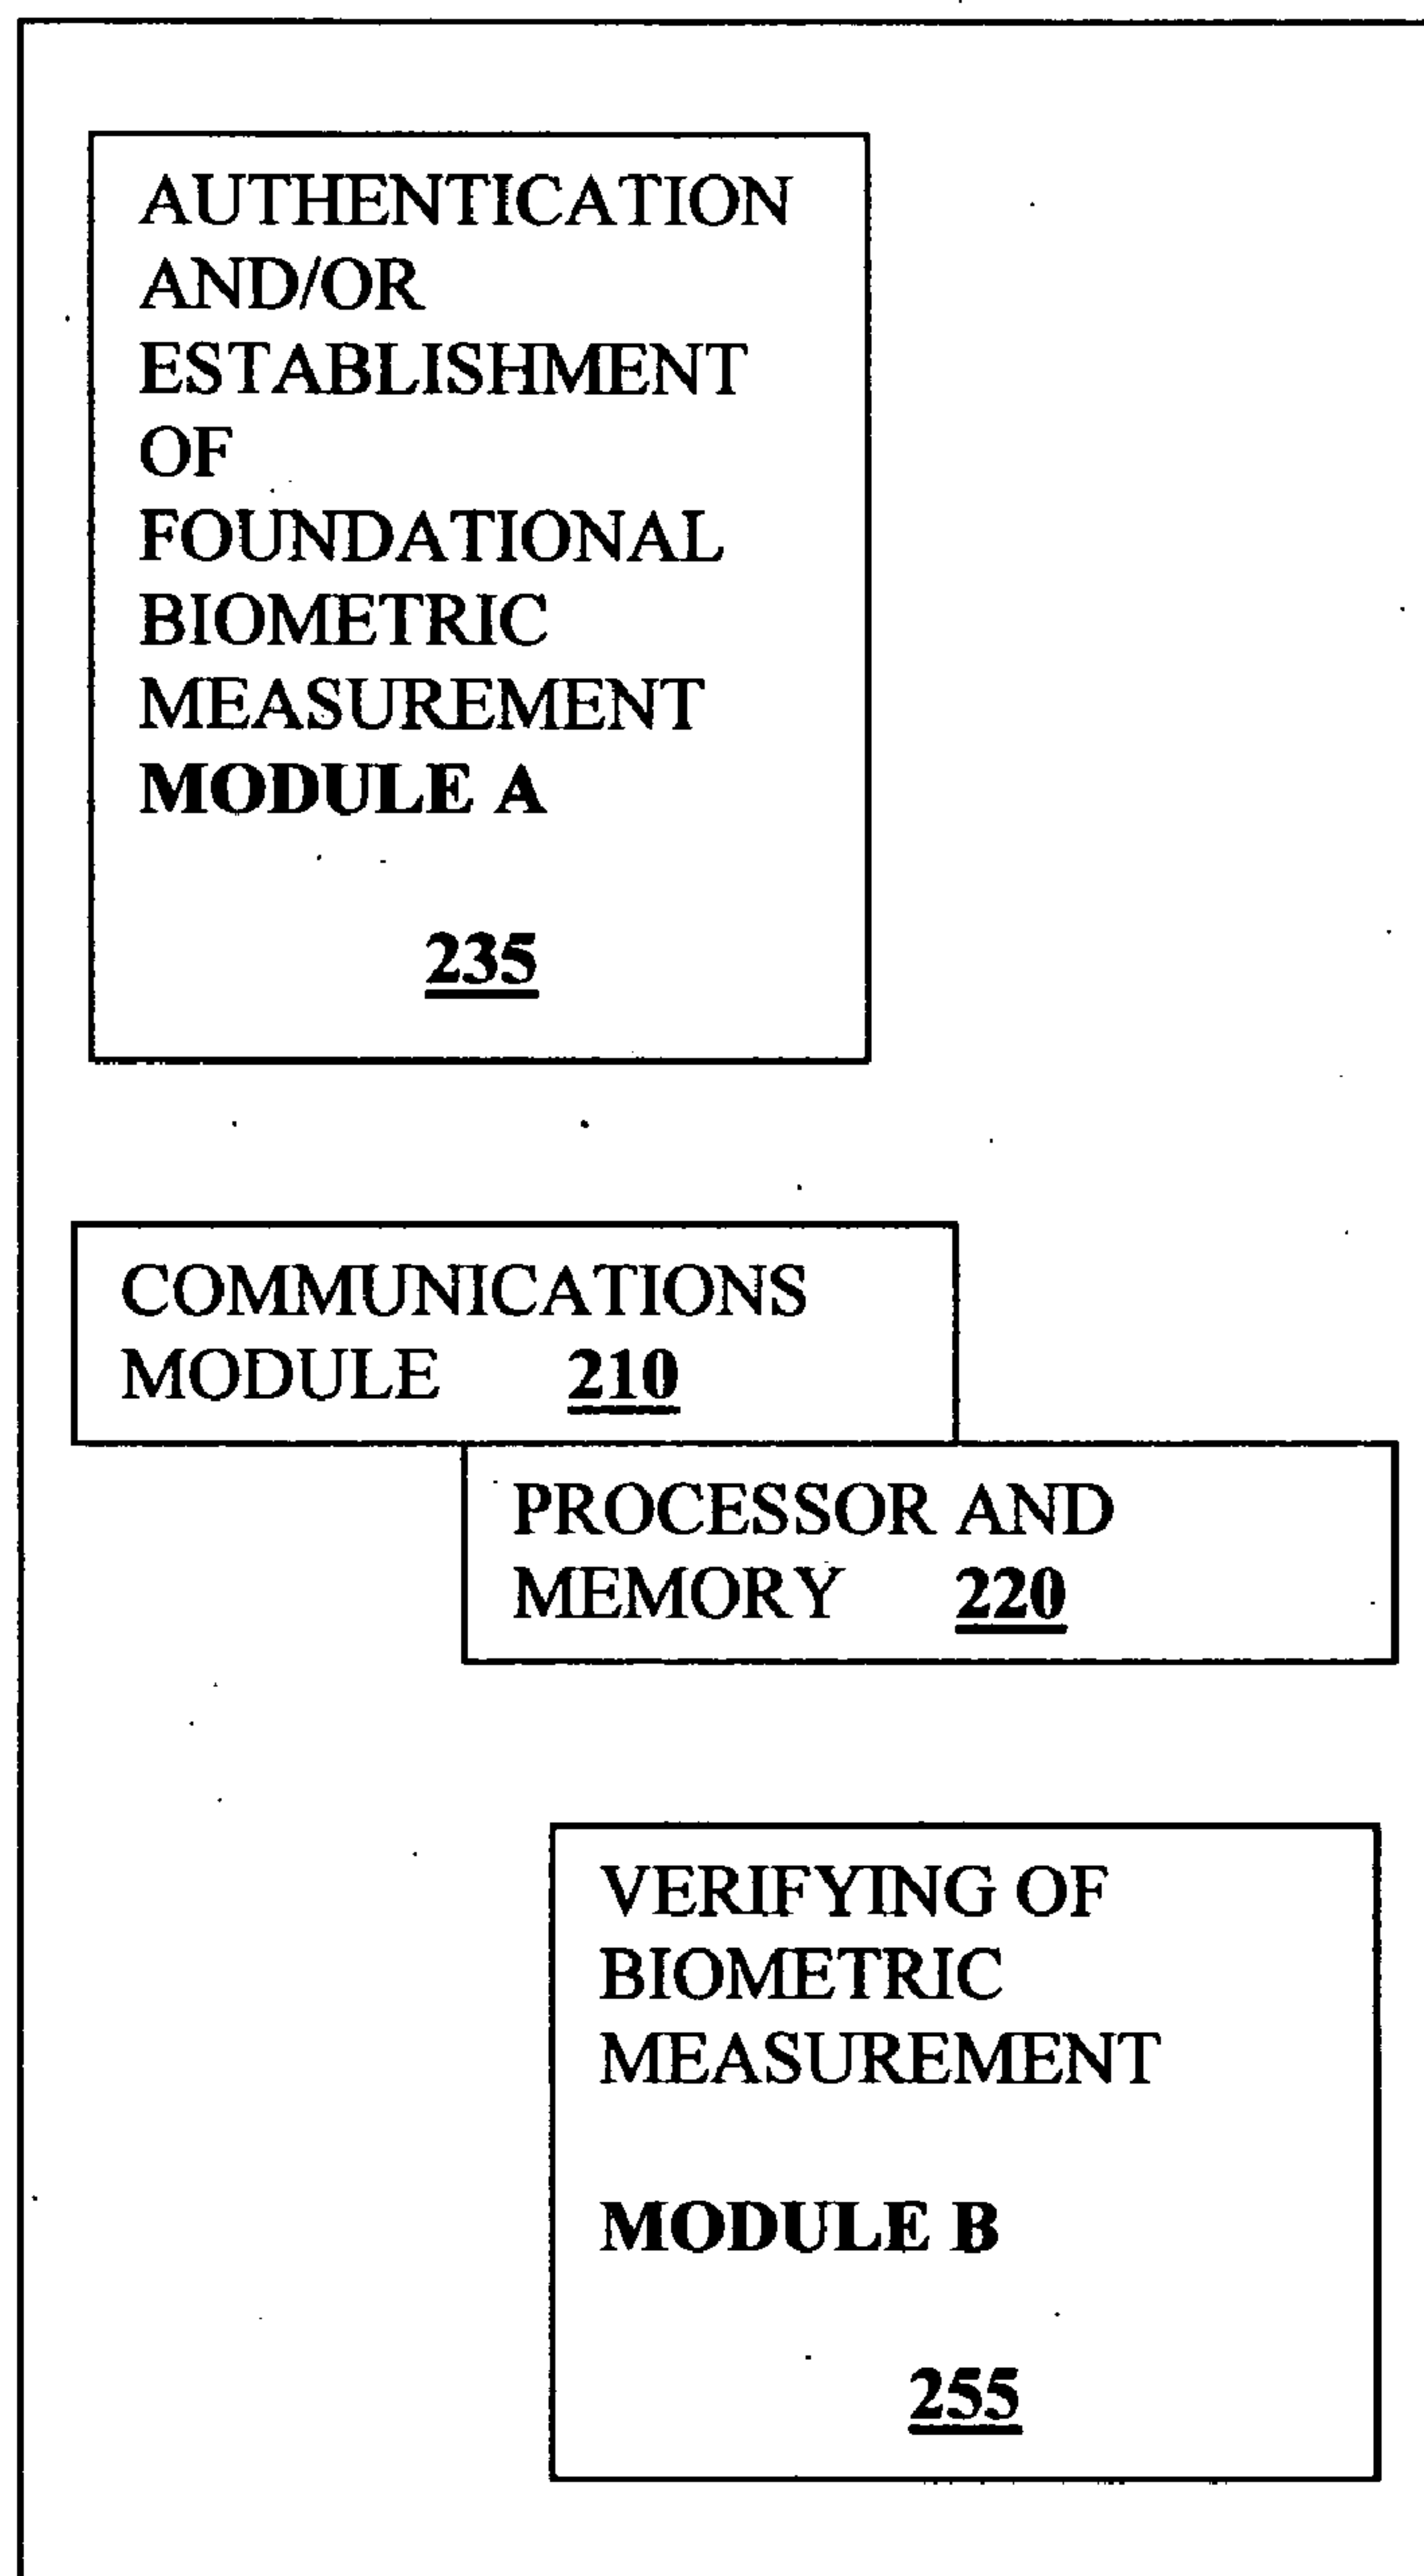 AUTHENTICATION
AND/OR
ESTABLISHMENT
OF
FOUNDATIONAL
BIOMETRIC
MEASUREMENT
MODULE A
235
COMMUNICATIONS
MODULE 210
PROCESSOR AND
MEMORY 220
VERIFYING OF
BIOMETRIC
MEASUREMENT
MODULE B
255